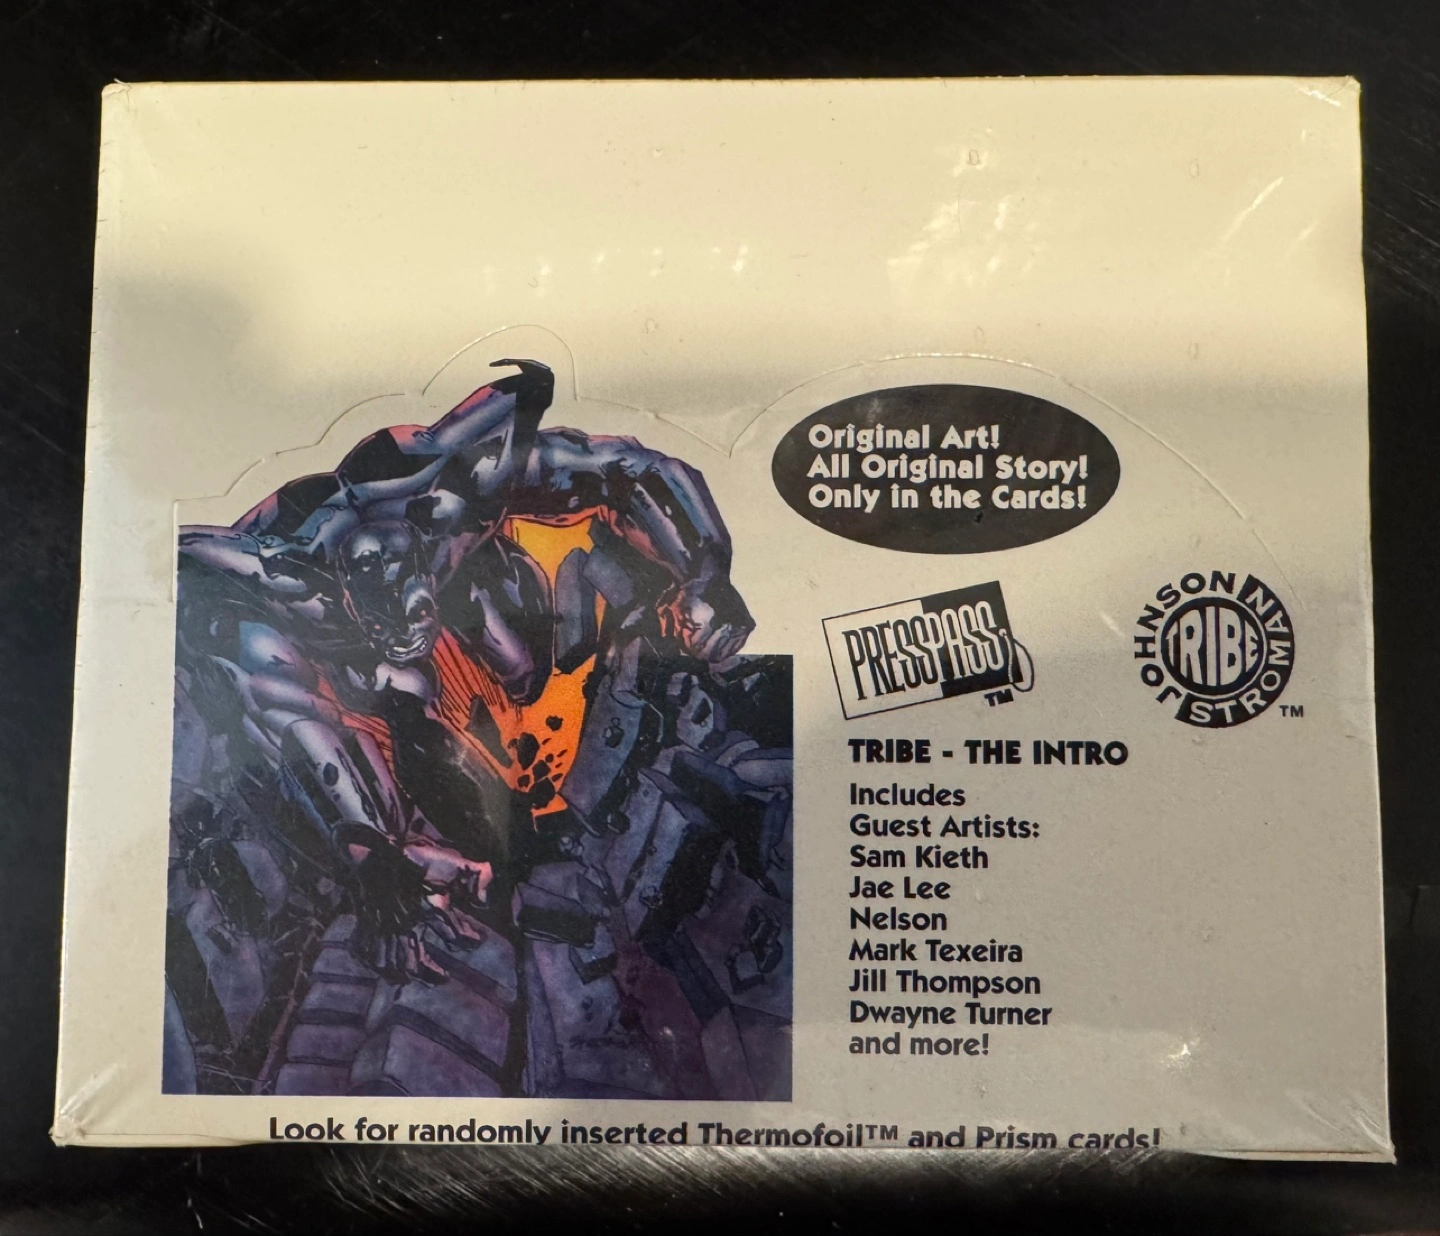 Original Art!
All Original Story!
Only in the Cards!
PRESSPASS
TM
JOHNSON
TRIBE
STROMAN
TM
TRIBE - THE INTRO
Includes
Guest Artists:
Sam Kieth
Jae Lee
Nelson
Mark Texeira
Jill Thompson
Dwayne Turner
and more!
Look for randomly inserted Thermofoil™ and Prism cards!